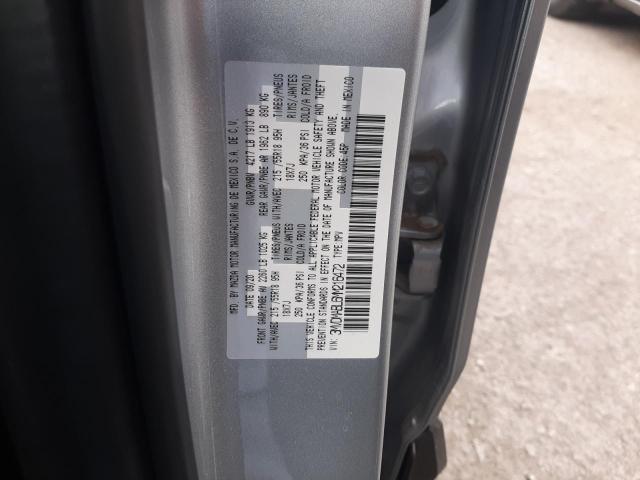 MFD BY MAZDA MOTOR MANUFACTURING DE MEXICO S.A. DE C.V.
DATE 09/20 GVWR/PNBV 4217 LB 1913 KG
FRONT GAWR/PNBE AV 2260 LB 1025 KG REAR GAWR/PNBE AR 1962 LB 890 KG
WITH/AVEC 215/55R18 95H TIRES/PNEUS WITH/AVEC 215/55R18 95H TIRES/PNEUS
18X7J RIMS/JANTES 18X7J RIMS/JANTES
250 KPA/36 PSI COLD/A FROID 250 KPA/36 PSI COLD/A FROID
THIS VEHICLE CONFORMS TO ALL APPLICABLE FEDERAL MOTOR VEHICLE SAFETY AND THEFT
PREVENTION STANDARDS IN EFFECT ON THE DATE OF MANUFACTURE SHOWN ABOVE.
VIN: TYPE:MPV COLOR CODE:45P MADE IN MEXICO